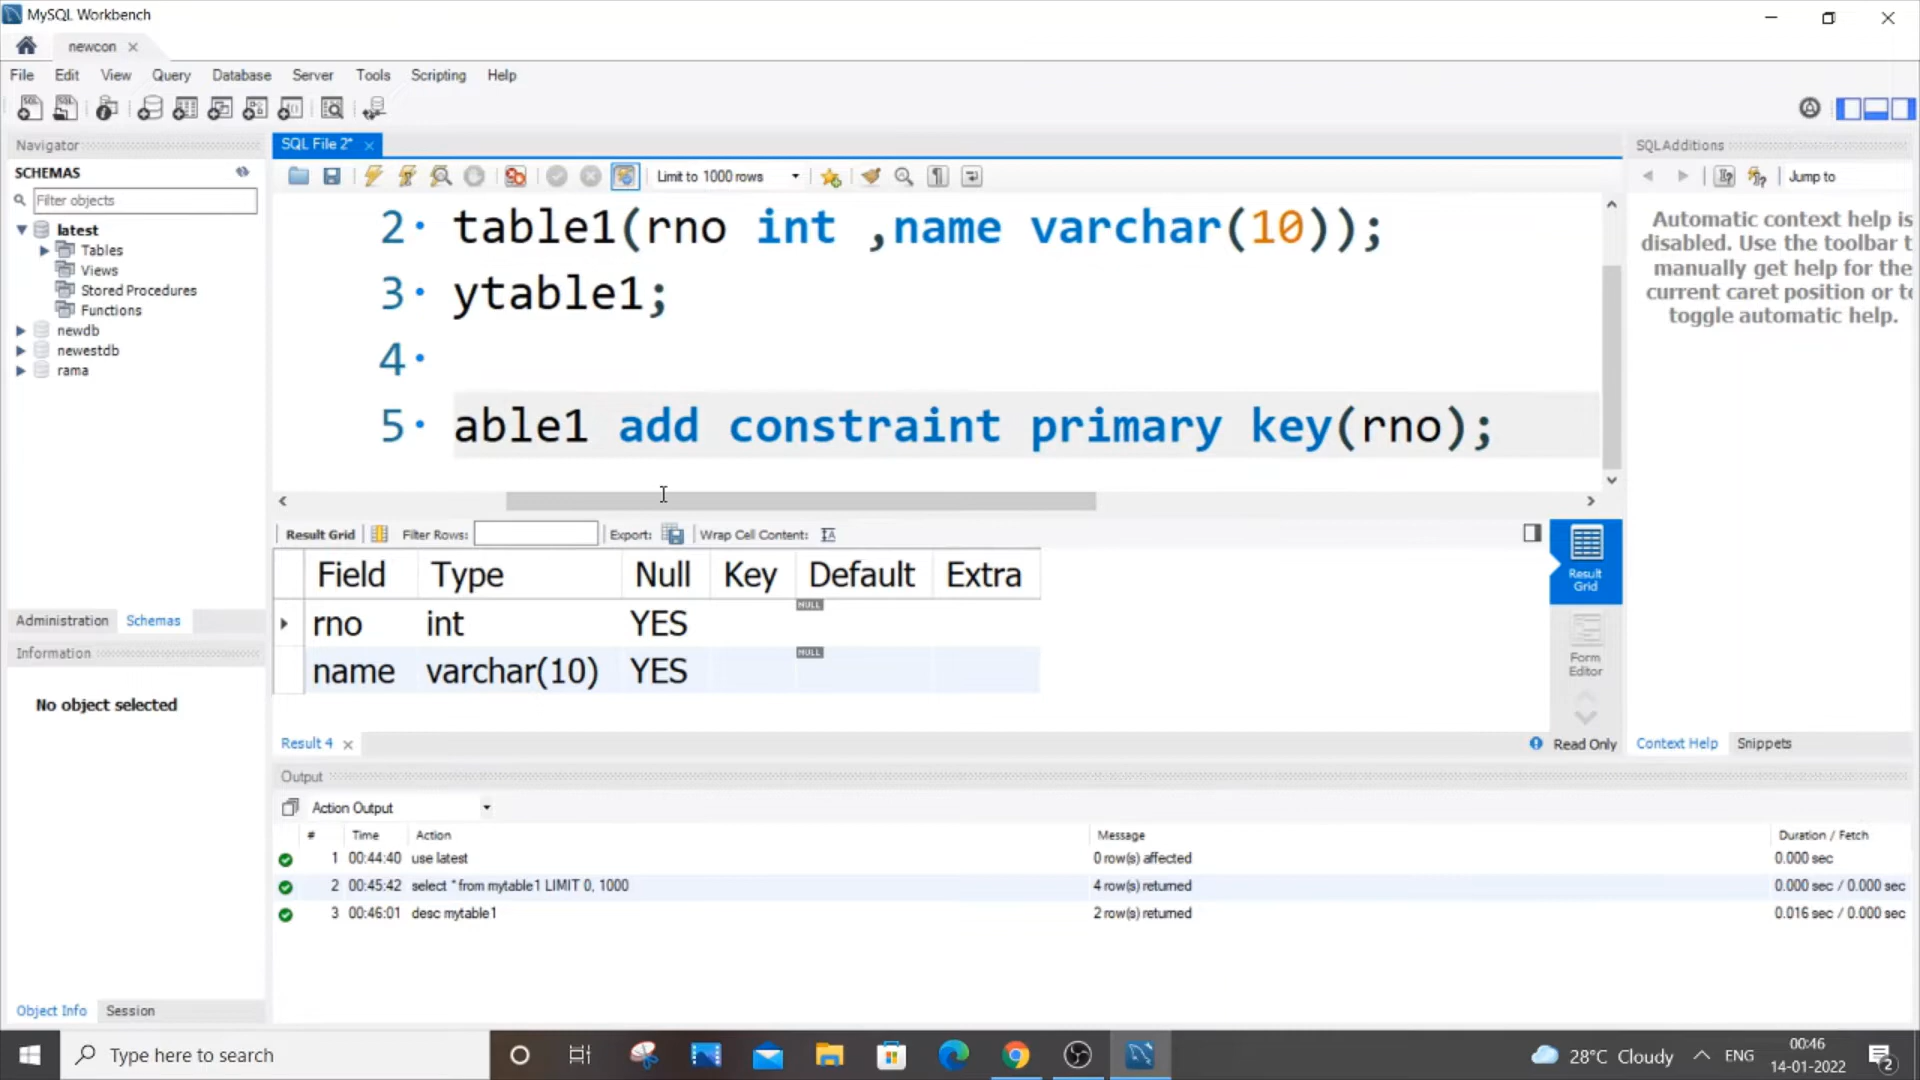 MySQL Workbench
newcon
File Edit View Query Database Server Tools Scripting Help
Navigator
SCHEMAS
Filter objects
latest
Tables
Views
Stored Procedures
Functions
newdb
newestdb
rama
Administration Schemas
Information
No object selected
Object Info Session
SQL File 2*
Limit to 1000 rows
2 table1(rno int ,name varchar(10));
3 ytable1;
4
5 able1 add constraint primary key(rno);
Result Grid Filter Rows: Export: Wrap Cell Content:
Field Type Null Key Default Extra
rno int YES NULL
name varchar(10) YES NULL
Result Grid
Form Editor
Result 4
Read Only
SQLAdditions
Jump to
Automatic context help is
disabled. Use the toolbar t
manually get help for the
current caret position or to
toggle automatic help.
Context Help Snippets
Output
Action Output
# Time Action Message Duration / Fetch
1 00:44:40 use latest 0 row(s) affected 0.000 sec
2 00:45:42 select * from mytable1 LIMIT 0, 1000 4 row(s) returned 0.000 sec / 0.000 sec
3 00:46:01 desc mytable1 2 row(s) returned 0.016 sec / 0.000 sec
Type here to search
28°C Cloudy
ENG
00:46
14-01-2022
2